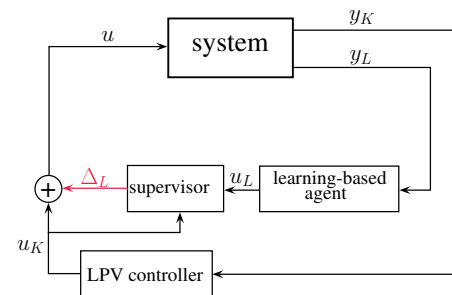 y_K
u
system
y_L
Δ_L
supervisor
u_L
learning-based
agent
+
u_K
LPV controller